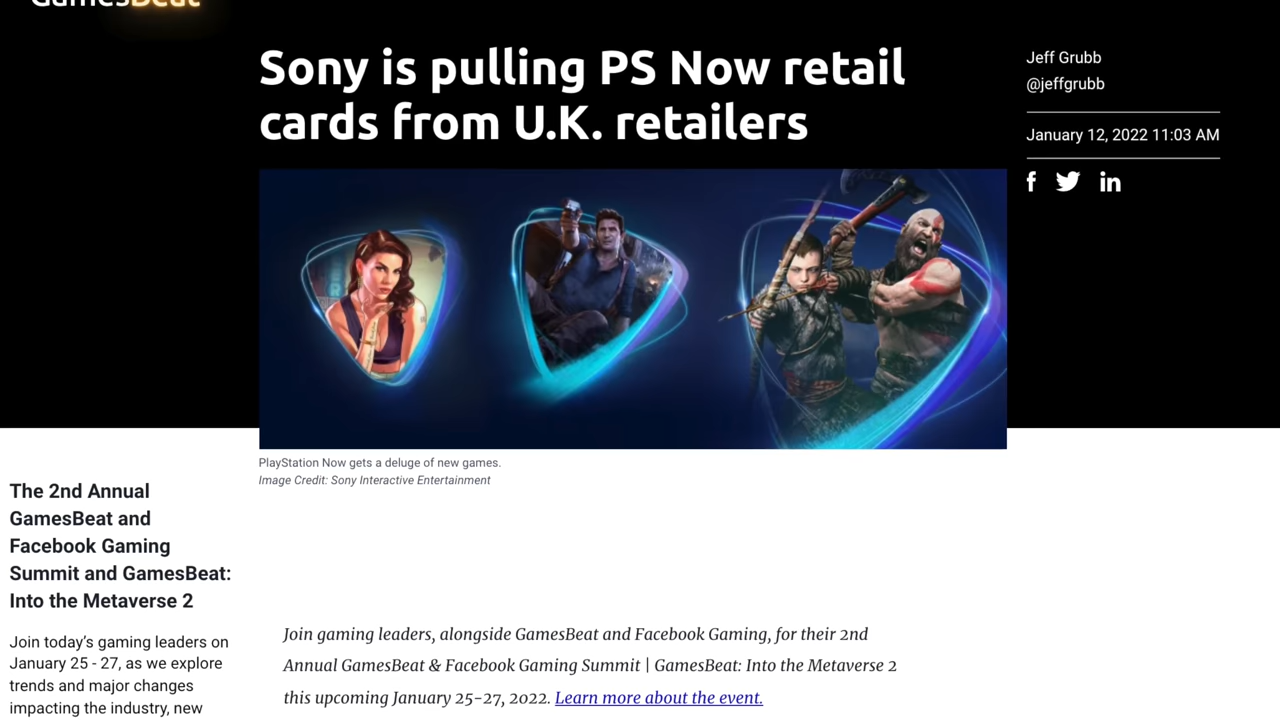 GamesBeat
Sony is pulling PS Now retail
cards from U.K. retailers
Jeff Grubb
@jeffgrubb
January 12, 2022 11:03 AM
PlayStation Now gets a deluge of new games.
Image Credit: Sony Interactive Entertainment
The 2nd Annual
GamesBeat and
Facebook Gaming
Summit and GamesBeat:
Into the Metaverse 2
Join today’s gaming leaders on
January 25 - 27, as we explore
trends and major changes
impacting the industry, new
Join gaming leaders, alongside GamesBeat and Facebook Gaming, for their 2nd
Annual GamesBeat & Facebook Gaming Summit | GamesBeat: Into the Metaverse 2
this upcoming January 25-27, 2022. Learn more about the event.